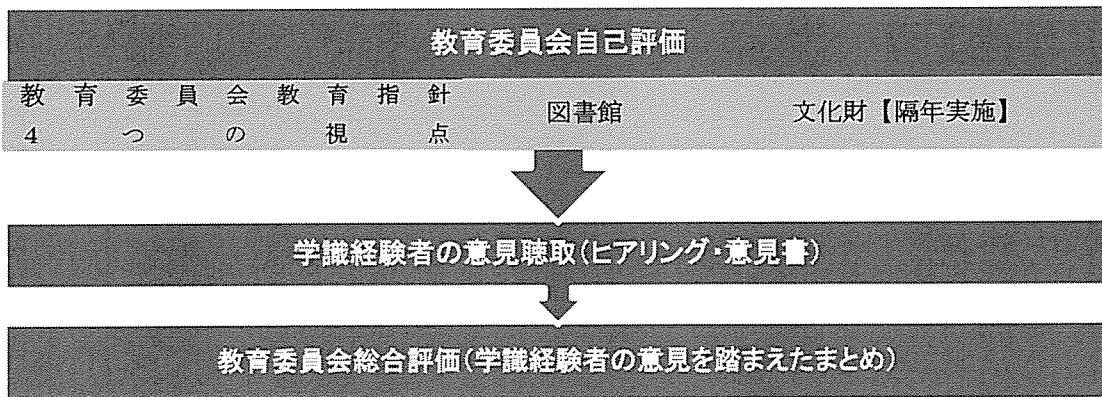 教育委員会自己評価
教育委員会教育指針
4つの視点
図書館
文化財【隔年実施】
学識経験者の意見聴取(ヒアリング・意見書)
教育委員会総合評価(学識経験者の意見を踏まえたまとめ)